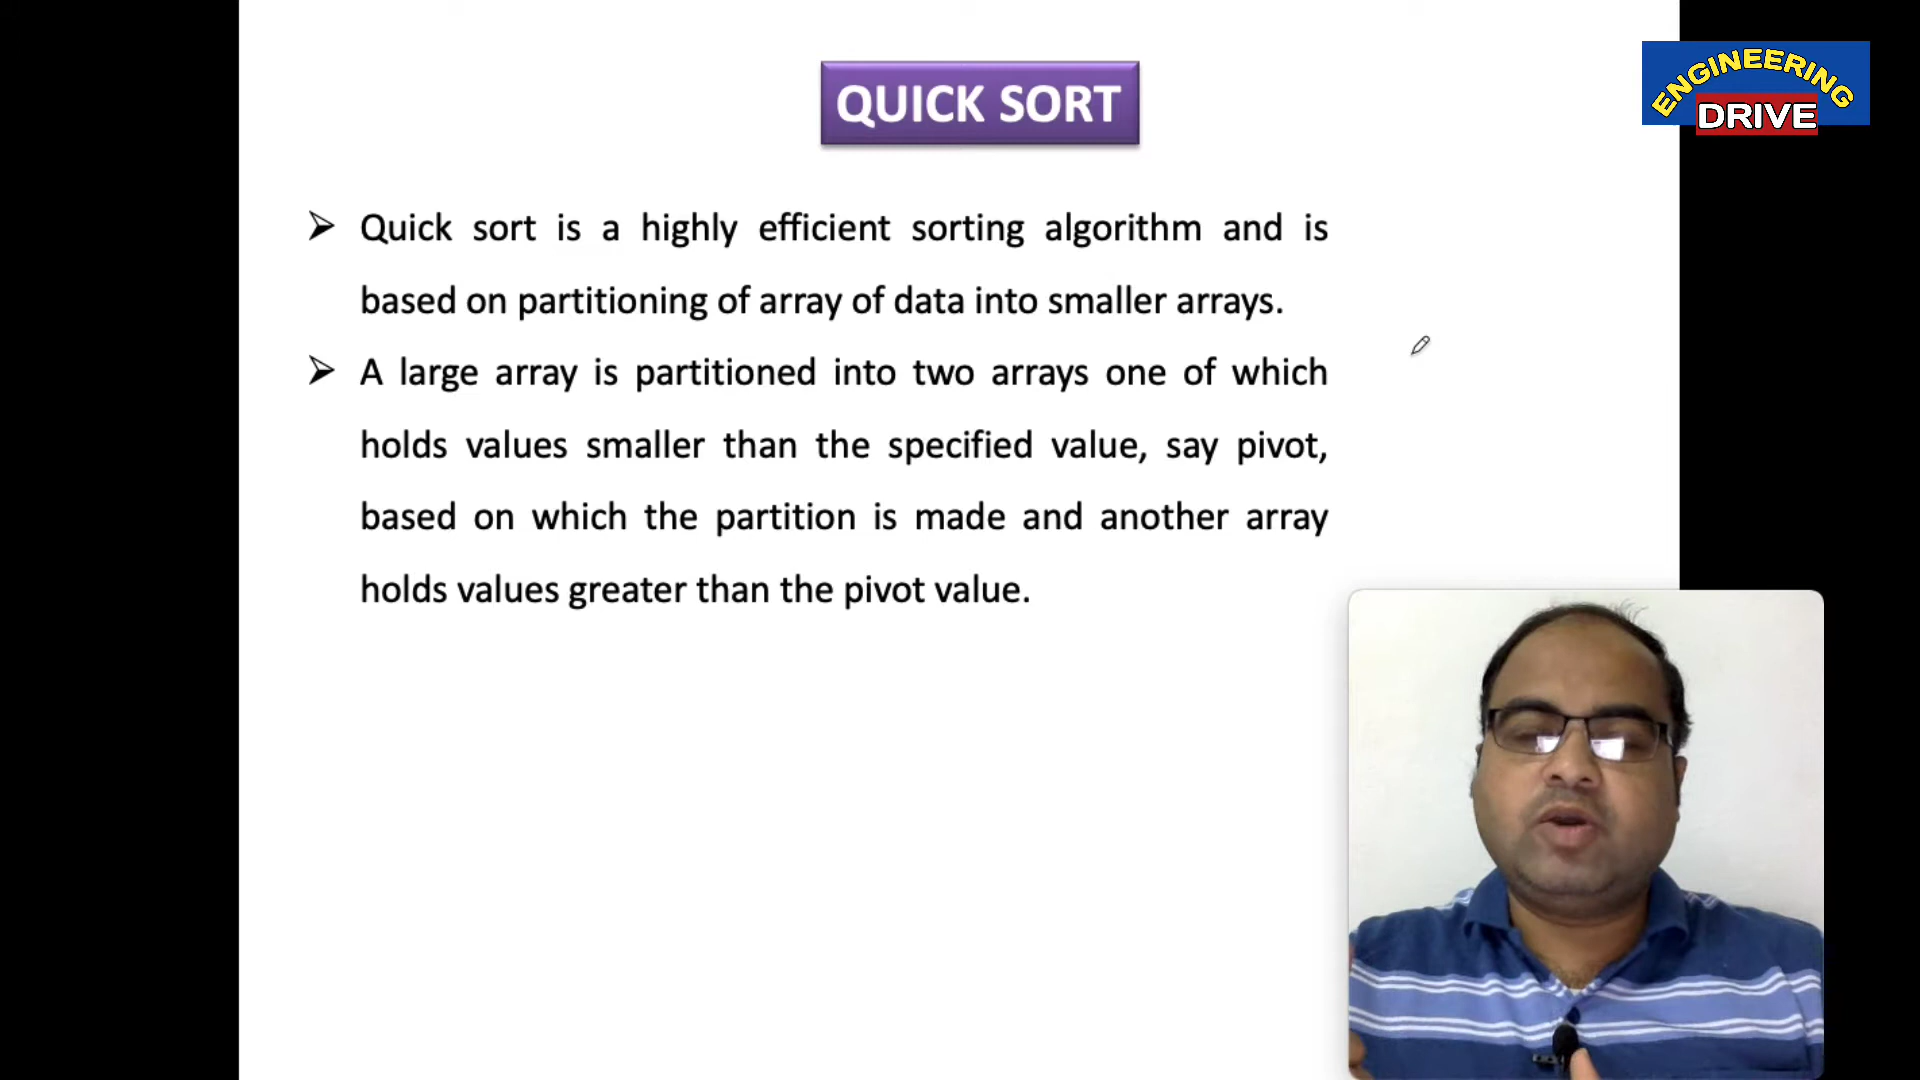 QUICK SORT
ENGINEERING
DRIVE
➢ Quick sort is a highly efficient sorting algorithm and is
based on partitioning of array of data into smaller arrays.
➢ A large array is partitioned into two arrays one of which
holds values smaller than the specified value, say pivot,
based on which the partition is made and another array
holds values greater than the pivot value.